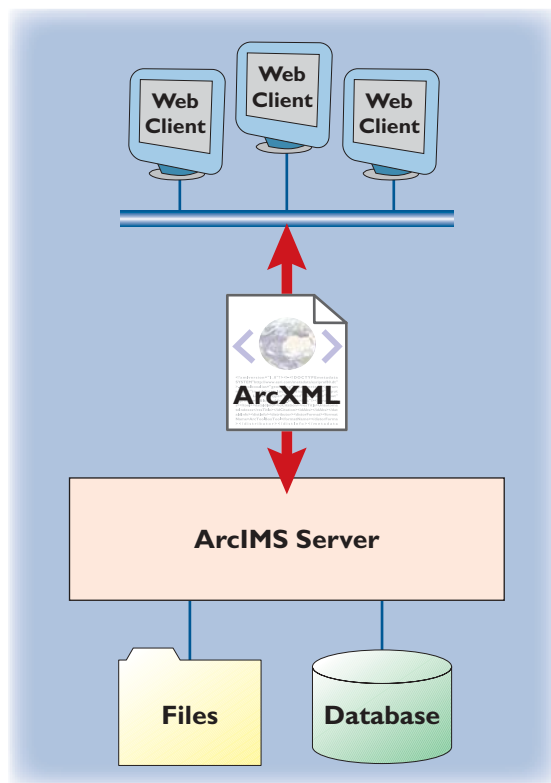 Web
Client
Web
Client
Web
Client
ArcXML
ArcIMS Server
Files
Database